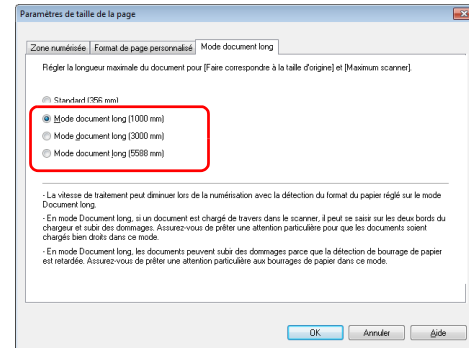 Paramètres de taille de la page
Zone numérisée Format de page personnalisé Mode document long
Régler la longueur maximale du document pour [Faire correspondre à la taille d'origine] et [Maximum scanner].
Standard (356 mm)
Mode document long (1000 mm)
Mode document long (3000 mm)
Mode document long (5588 mm)
- La vitesse de traitement peut diminuer lors de la numérisation avec la détection du format du papier réglé sur le mode
Document long.
- En mode Document long, si un document est chargé de travers dans le scanner, il peut se saisir sur les deux bords du
chargeur et subir des dommages. Assurez-vous de prêter une attention particulière pour que les documents soient
chargés bien droits dans ce mode.
- En mode Document long, les documents peuvent subir des dommages parce que la détection de bourrage de papier
est retardée. Assurez-vous de prêter une attention particulière aux bourrages de papier dans ce mode.
OK Annuler Aide